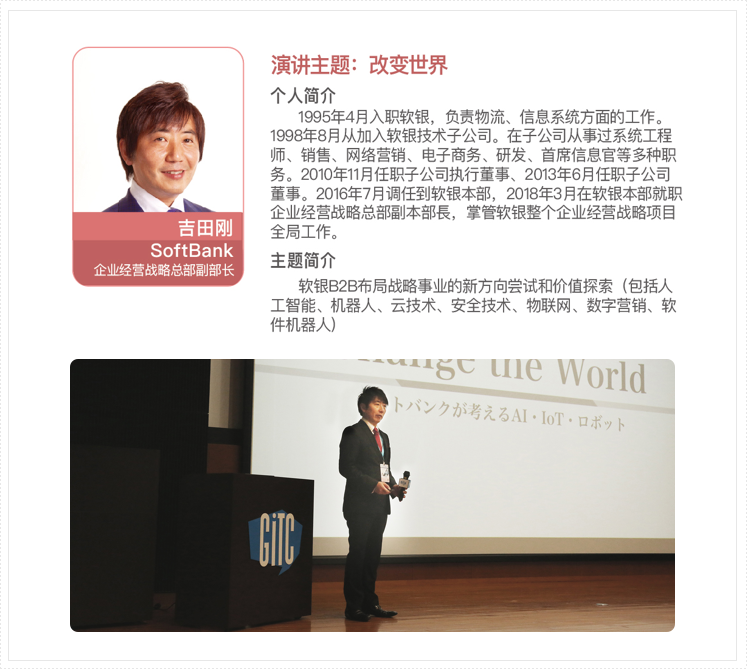 演讲主题：改变世界
个人简介
1995年4月入职软银，负责物流、信息系统方面的工作。
1998年8月从加入软银技术子公司。在子公司从事过系统工程
师、销售、网络营销、电子商务、研发、首席信息官等多种职
务。2010年11月任职子公司执行董事、2013年6月任职子公司
董事。2016年7月调任到软银本部，2018年3月在软银本部就职
企业经营战略总部副本部長，掌管软银整个企业经营战略项目
全局工作。
吉田刚
SoftBank
企业经营战略总部副部长
主题简介
软银B2B布局战略事业的新方向尝试和价值探索（包括人
工智能、机器人、云技术、安全技术、物联网、数字营销、软
件机器人）
the World
トバンクが考えるAI・IoT・ロボット
GiTC